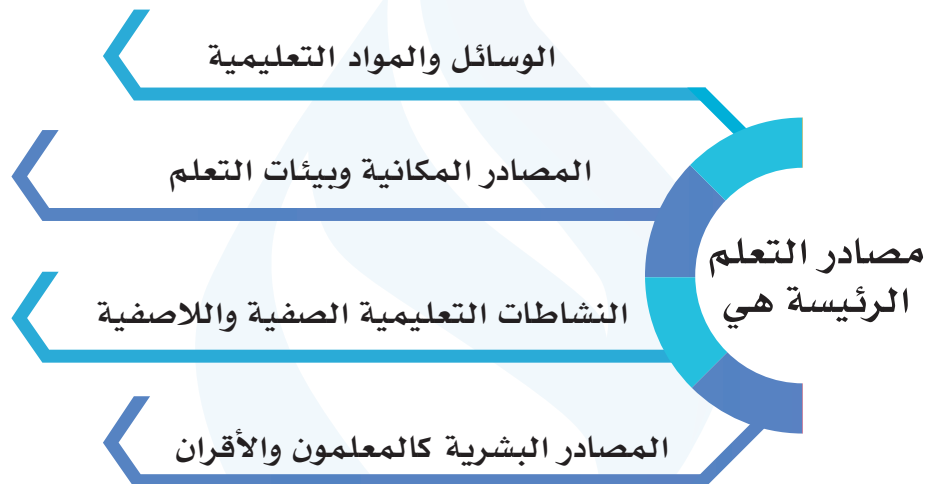 مصادر التعلم
الرئيسة هي
الوسائل والمواد التعليمية
المصادر المكانية وبيئات التعلم
النشاطات التعليمية الصفية واللاصفية
المصادر البشرية كالمعلمون والأقران